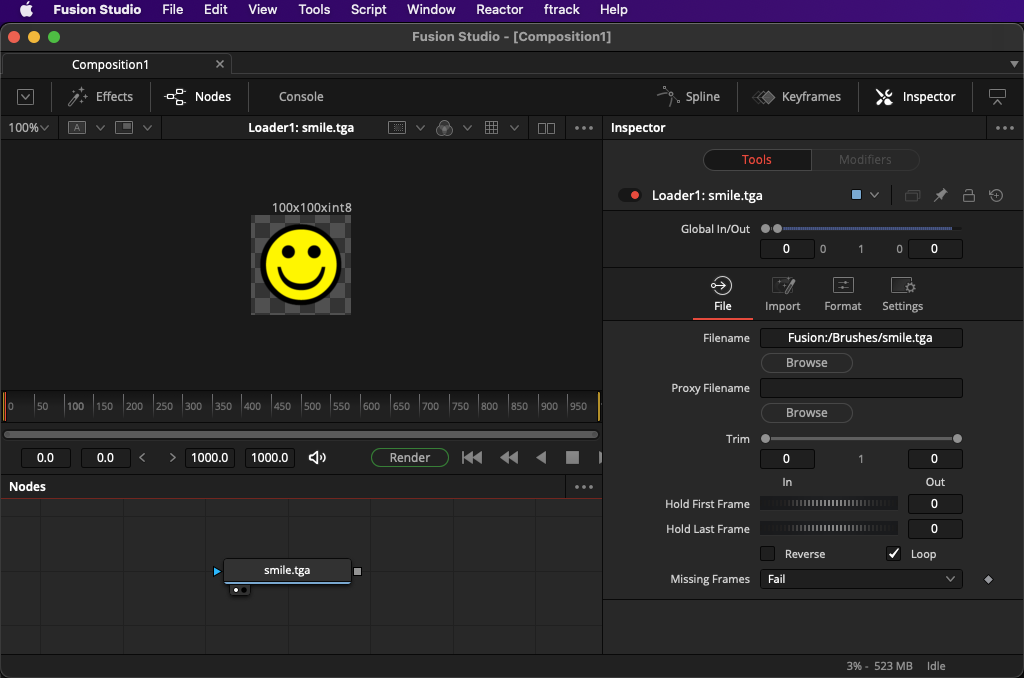 Fusion Studio File Edit View Tools Script Window Reactor ftrack Help
Fusion Studio - [Composition1]
Composition1
Effects Nodes Console Spline Keyframes Inspector
100% A Loader1: smile.tga
Inspector
Tools Modifiers
Loader1: smile.tga
100x100xint8
Global In/Out
0 0 1 0 0
File Import Format Settings
Filename Fusion:/Brushes/smile.tga
Browse
Proxy Filename
Browse
0 50 100 150 200 250 300 350 400 450 500 550 600 650 700 750 800 850 900 950
Trim
0 1 0
In Out
0.0 0.0 1000.0 1000.0 Render
Nodes
Hold First Frame 0
Hold Last Frame 0
Reverse Loop
Missing Frames Fail
smile.tga
3% - 523 MB Idle